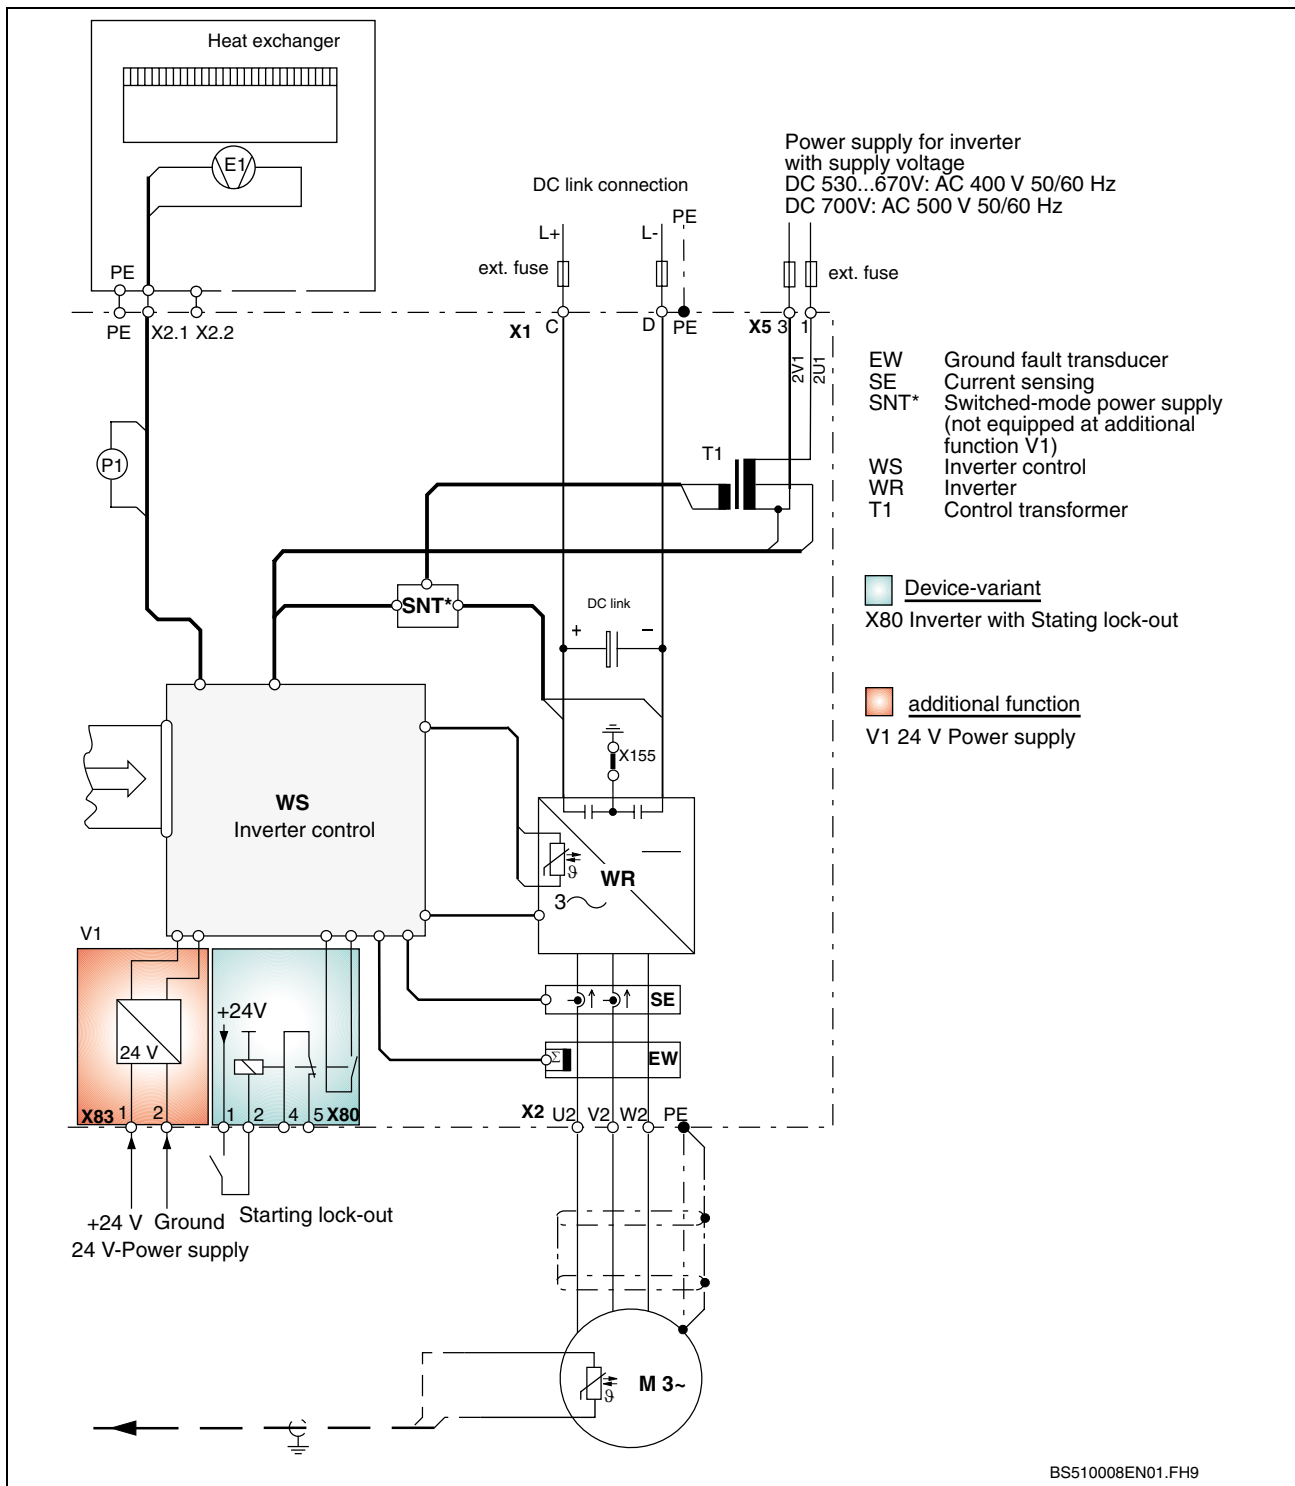 Heat exchanger
E1
PE
PE X2.1 X2.2
DC link connection
L+ L- PE
ext. fuse
Power supply for inverter
with supply voltage
DC 530...670V: AC 400 V 50/60 Hz
DC 700V: AC 500 V 50/60 Hz
ext. fuse
X1 C D PE X5 3 1
2V1 2U1
P1
T1
EW Ground fault transducer
SE Current sensing
SNT* Switched-mode power supply
(not equipped at additional
function V1)
WS Inverter control
WR Inverter
T1 Control transformer
SNT*
DC link
+ −
Device-variant
X80 Inverter with Stating lock-out
additional function
V1 24 V Power supply
X155
WS
Inverter control
ϑ
WR
3
V1
24 V
+24V
SE
Σ
EW
X83 1 2 1 2 4 5 X80
X2 U2 V2 W2 PE
+24 V Ground
24 V-Power supply
Starting lock-out
ϑ
M 3~
BS510008EN01.FH9